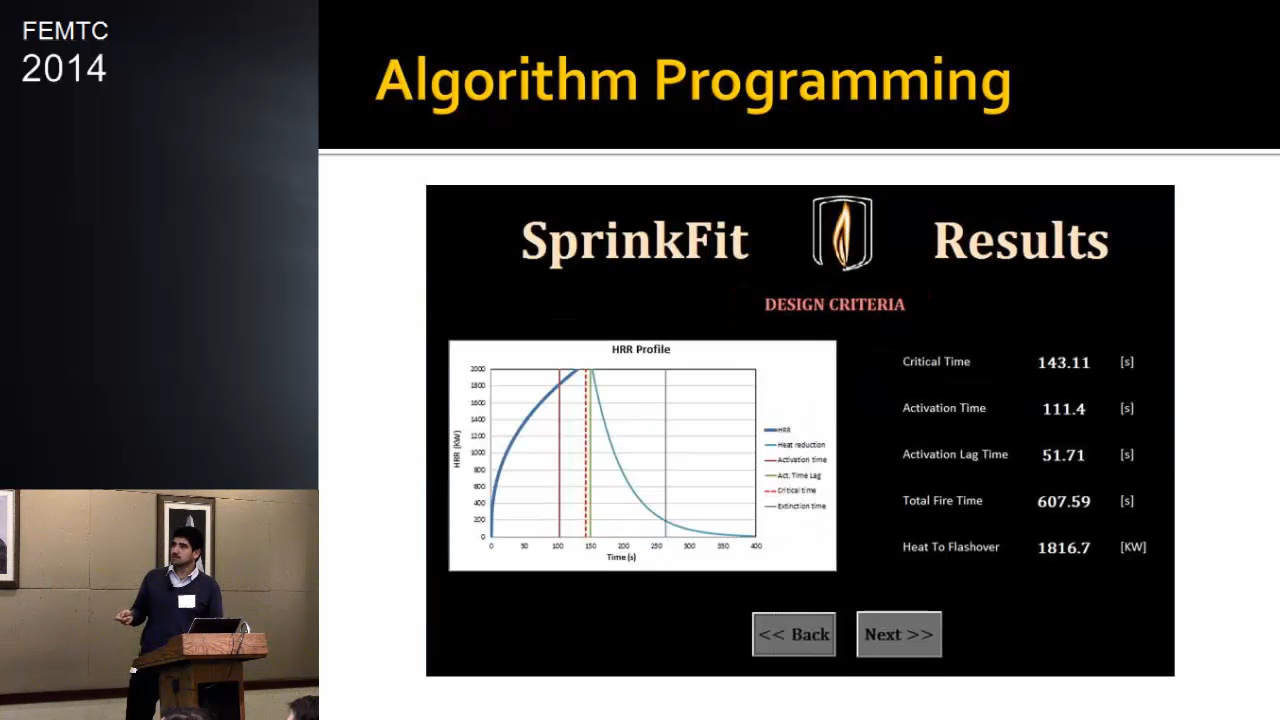 FEMTC
2014
Algorithm Programming
SprinkFit Results
DESIGN CRITERIA
HRR Profile
HRR (KW)
2000
1800
1600
1400
1200
1000
800
600
400
200
0
0 50 100 150 200 250 300 350 400
Time (s)
HRR
Heat reduction
Activation time
Act. Time Lag
Critical time
Extinction time
Critical Time 143.11 [s]
Activation Time 111.4 [s]
Activation Lag Time 51.71 [s]
Total Fire Time 607.59 [s]
Heat To Flashover 1816.7 [KW]
<< Back Next >>